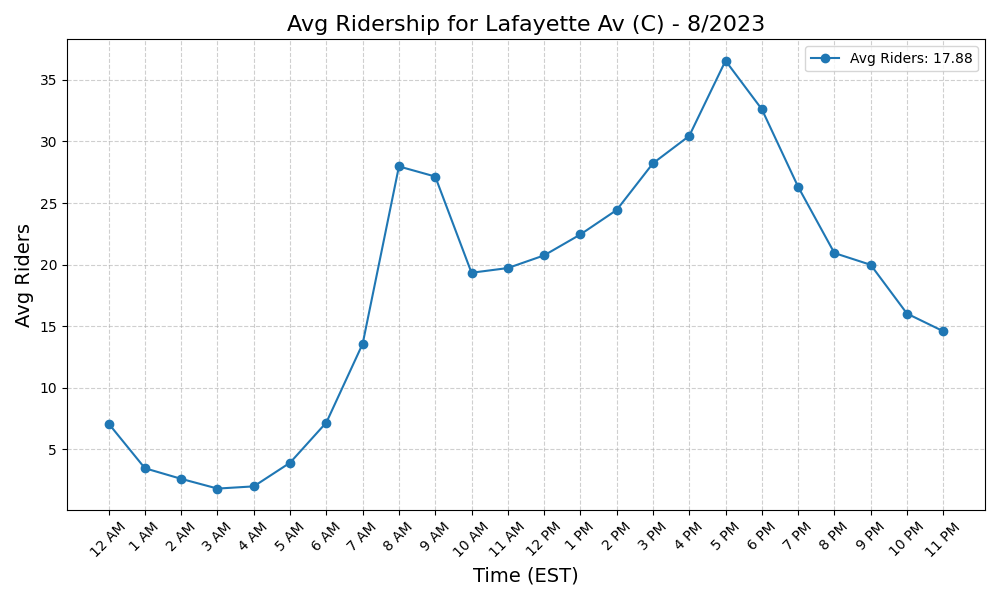 Avg Ridership for Lafayette Av (C) - 8/2023
Avg Riders: 17.88
Avg Riders
35
30
25
20
15
10
5
12 AM
1 AM
2 AM
3 AM
4 AM
5 AM
6 AM
7 AM
8 AM
9 AM
10 AM
11 AM
12 PM
1 PM
2 PM
3 PM
4 PM
5 PM
6 PM
7 PM
8 PM
9 PM
10 PM
11 PM
Time (EST)